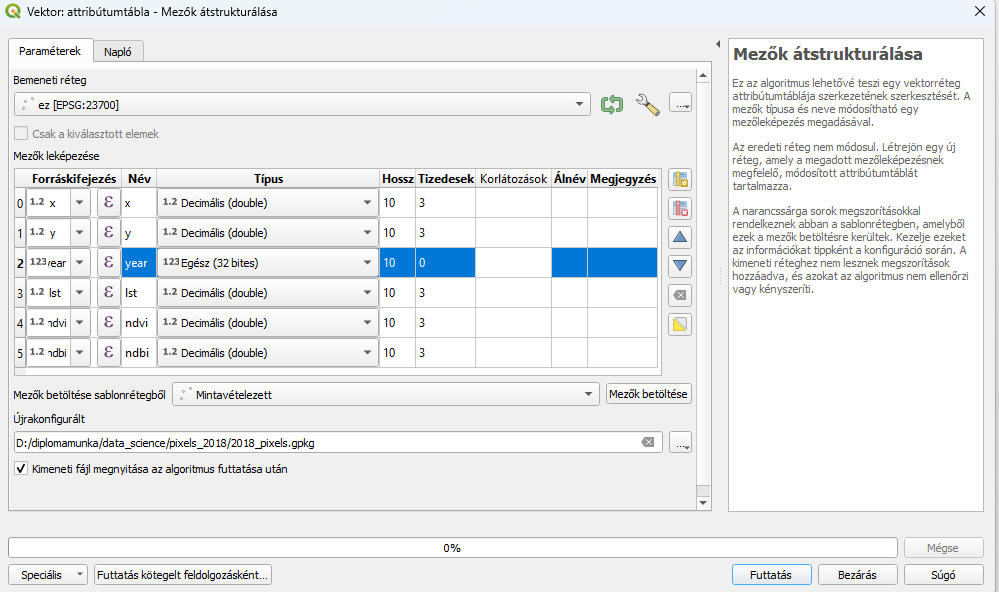 Vektor: attribútumtábla - Mezők átstrukturálása
Paraméterek
Napló
Bemeneti réteg
ez [EPSG:23700]
Csak a kiválasztott elemek
Mezők leképezése
Forráskifejezés Név Típus Hossz Tizedesek Korlátozások Álnév Megjegyzés
0 1.2 x ε x 1.2 Decimális (double) 10 3
1 1.2 y ε y 1.2 Decimális (double) 10 3
2 123 year ε year 123 Egész (32 bites) 10 0
3 1.2 lst ε lst 1.2 Decimális (double) 10 3
4 1.2 ndvi ε ndvi 1.2 Decimális (double) 10 3
5 1.2 ndbi ε ndbi 1.2 Decimális (double) 10 3
Mezők betöltése sablonrétegből
Mintavételezett
Mezők betöltése
Újrakonfigurált
D:/diplomamunka/data_science/pixels_2018/2018_pixels.gpkg
...
Kimeneti fájl megnyitása az algoritmus futtatása után
Mezők átstrukturálása
Ez az algoritmus lehetővé teszi egy vektorréteg
attribútumtáblája szerkezetének szerkesztését. A
mezők típusa és neve módosítható egy
mezőleképezés megadásával.
Az eredeti réteg nem módosul. Létrejön egy új
réteg, amely a megadott mezőleképezésnek
megfelelő, módosított attribútumtáblát
tartalmazza.
A narancssárga sorok megszorításokkal
rendelkeznek abban a sablonrétegben, amelyből
ezek a mezők betöltésre kerültek. Kezelje ezeket
az információkat tippként a konfiguráció során. A
kimeneti réteghez nem lesznek megszorítások
hozzáadva, és azokat az algoritmus nem ellenőrzi
vagy kényszeríti.
0%
Mégse
Speciális
Futtatás kötegelt feldolgozásként...
Futtatás
Bezárás
Súgó